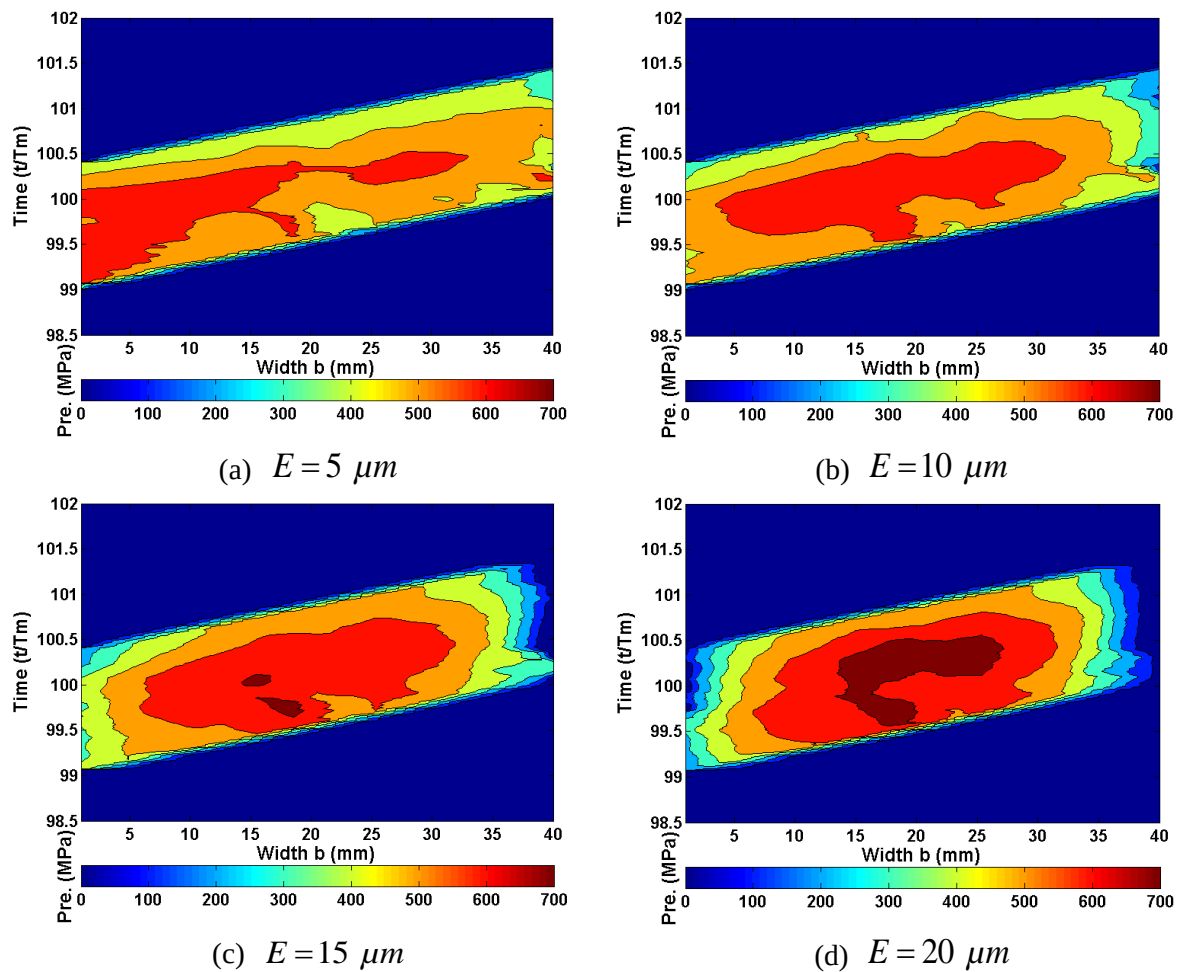 102
101.5
101
100.5
100
99.5
99
98.5
Time (t/Tm)
5 10 15 20 25 30 35 40
Width b (mm)
Pre. (MPa)
0 100 200 300 400 500 600 700
(a) E = 5 μm
102
101.5
101
100.5
100
99.5
99
98.5
Time (t/Tm)
5 10 15 20 25 30 35 40
Width b (mm)
Pre. (MPa)
0 100 200 300 400 500 600 700
(b) E = 10 μm
102
101.5
101
100.5
100
99.5
99
98.5
Time (t/Tm)
5 10 15 20 25 30 35 40
Width b (mm)
Pre. (MPa)
0 100 200 300 400 500 600 700
(c) E = 15 μm
102
101.5
101
100.5
100
99.5
99
98.5
Time (t/Tm)
5 10 15 20 25 30 35 40
Width b (mm)
Pre. (MPa)
0 100 200 300 400 500 600 700
(d) E = 20 μm